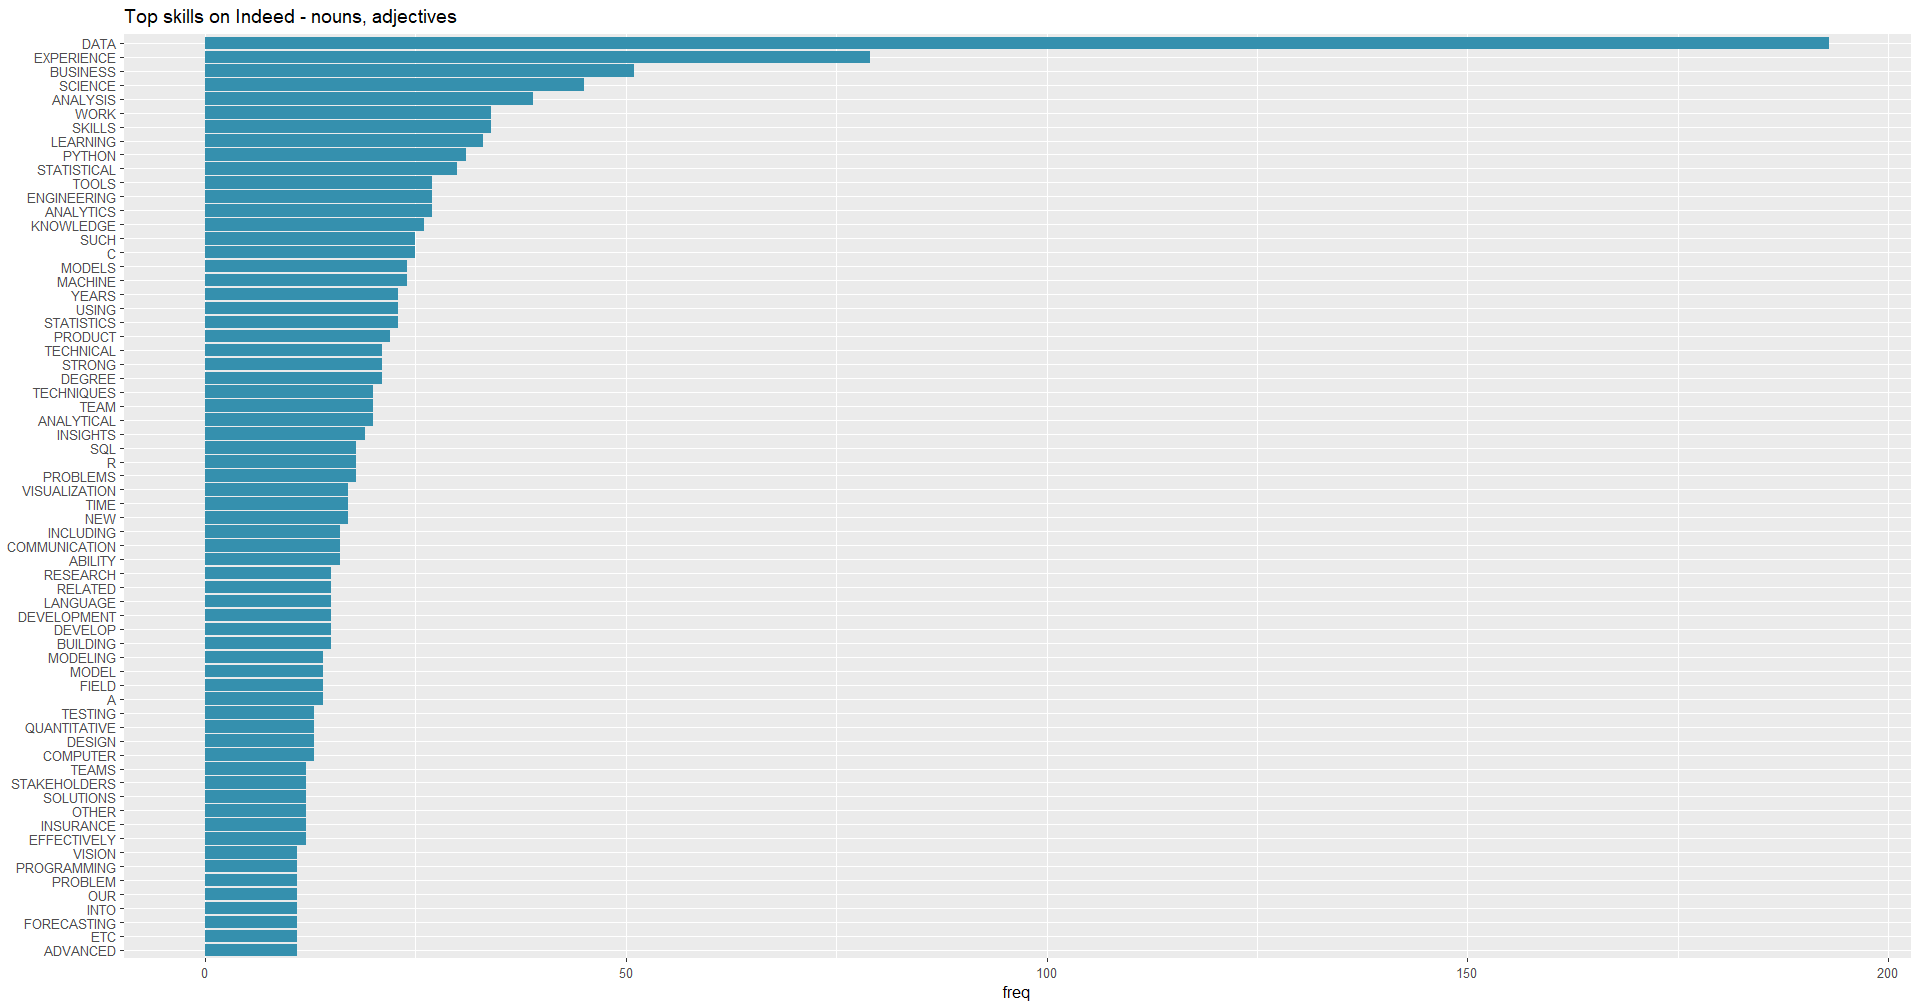 Top skills on Indeed - nouns, adjectives
DATA
EXPERIENCE
BUSINESS
SCIENCE
ANALYSIS
WORK
SKILLS
LEARNING
PYTHON
STATISTICAL
TOOLS
ENGINEERING
ANALYTICS
KNOWLEDGE
SUCH
C
MODELS
MACHINE
YEARS
USING
STATISTICS
PRODUCT
TECHNICAL
STRONG
DEGREE
TECHNIQUES
TEAM
ANALYTICAL
INSIGHTS
SQL
R
PROBLEMS
VISUALIZATION
TIME
NEW
INCLUDING
COMMUNICATION
ABILITY
RESEARCH
RELATED
LANGUAGE
DEVELOPMENT
DEVELOP
BUILDING
MODELING
MODEL
FIELD
A
TESTING
QUANTITATIVE
DESIGN
COMPUTER
TEAMS
STAKEHOLDERS
SOLUTIONS
OTHER
INSURANCE
EFFECTIVELY
VISION
PROGRAMMING
PROBLEM
OUR
INTO
FORECASTING
ETC
ADVANCED
0 50 100 150 200
freq